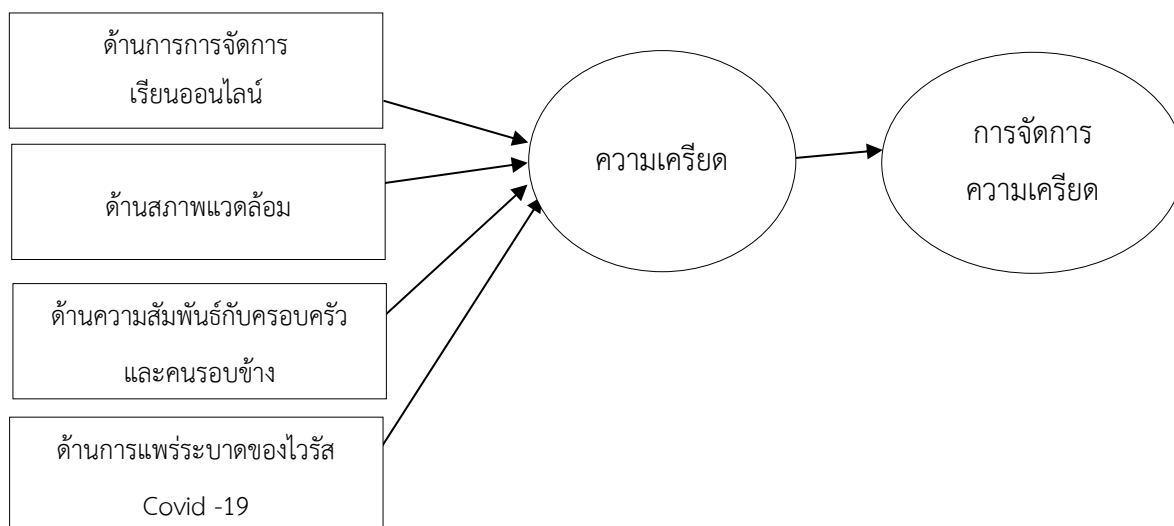 ด้านการการจัดการ
เรียนออนไลน์
ด้านสภาพแวดล้อม
ด้านความสัมพันธ์กับครอบครัว
และคนรอบข้าง
ด้านการแพร่ระบาดของไวรัส
Covid -19
ความเครียด
การจัดการ
ความเครียด